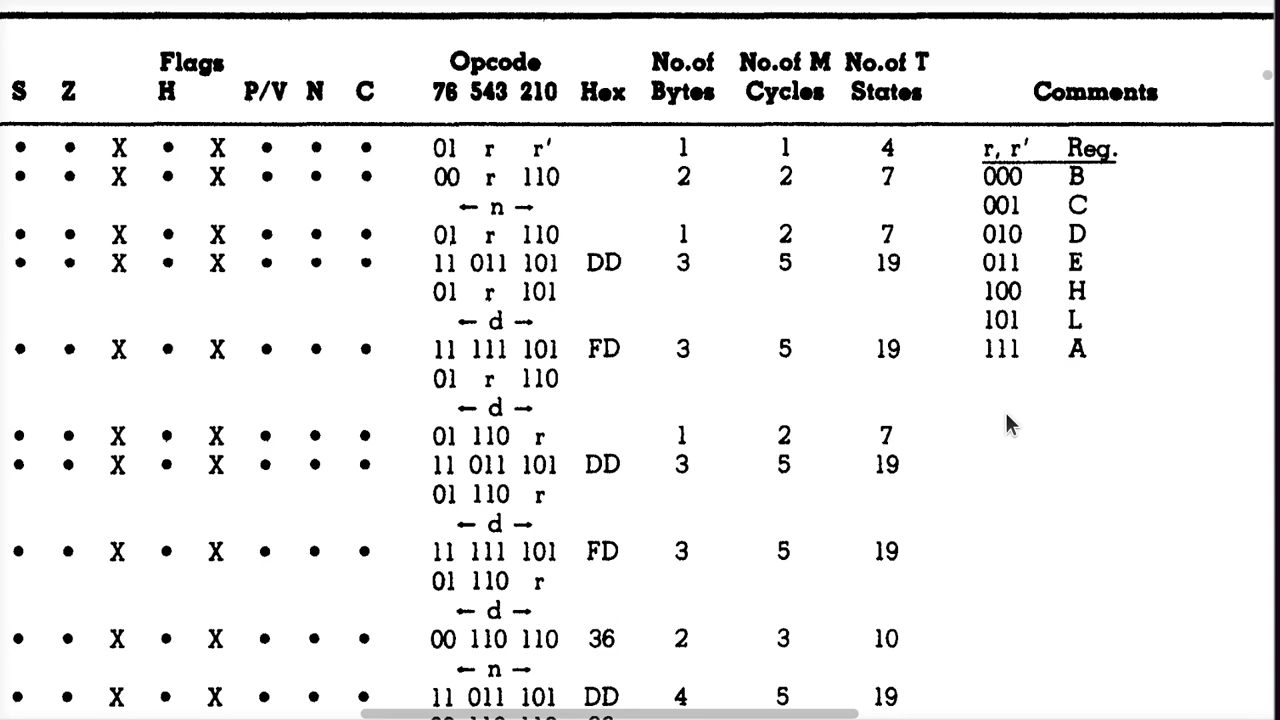 Flags Opcode No.of No.of M No.of T
S Z H P/V N C 76 543 210 Hex Bytes Cycles States Comments
• • X • X • • • 01 r r' 1 1 4 r, r' Reg.
• • X • X • • • 00 r 110 2 2 7 000 B
← n → 001 C
• • X • X • • • 01 r 110 1 2 7 010 D
• • X • X • • • 11 011 101 DD 3 5 19 011 E
01 r 101 100 H
← d → 101 L
• • X • X • • • 11 111 101 FD 3 5 19 111 A
01 r 110
← d →
• • X • X • • • 01 110 r 1 2 7
• • X • X • • • 11 011 101 DD 3 5 19
01 110 r
← d →
• • X • X • • • 11 111 101 FD 3 5 19
01 110 r
← d →
• • X • X • • • 00 110 110 36 2 3 10
← n →
• • X • X • • • 11 011 101 DD 4 5 19